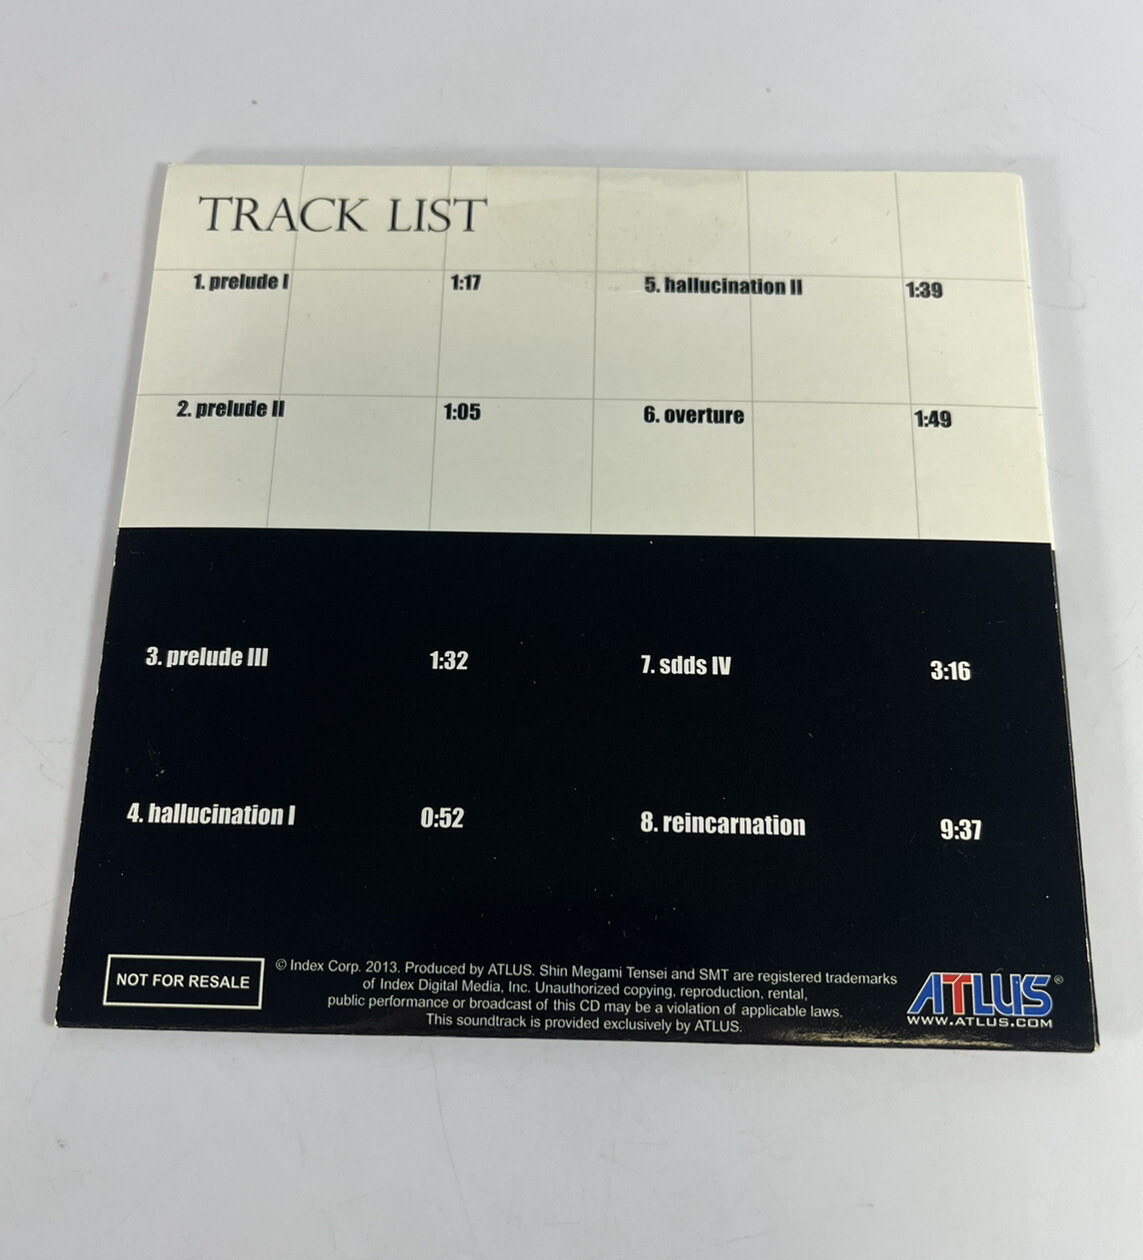 TRACK LIST
1. prelude I 1:17
2. prelude II 1:05
3. prelude III 1:32
4. hallucination I 0:52
5. hallucination II 1:39
6. overture 1:49
7. sdds IV 3:16
8. reincarnation 9:37
NOT FOR RESALE
© Index Corp. 2013. Produced by ATLUS. Shin Megami Tensei and SMT are registered trademarks
of Index Digital Media, Inc. Unauthorized copying, reproduction, rental,
public performance or broadcast of this CD may be a violation of applicable laws.
This soundtrack is provided exclusively by ATLUS.
ATLUS®
WWW.ATLUS.COM